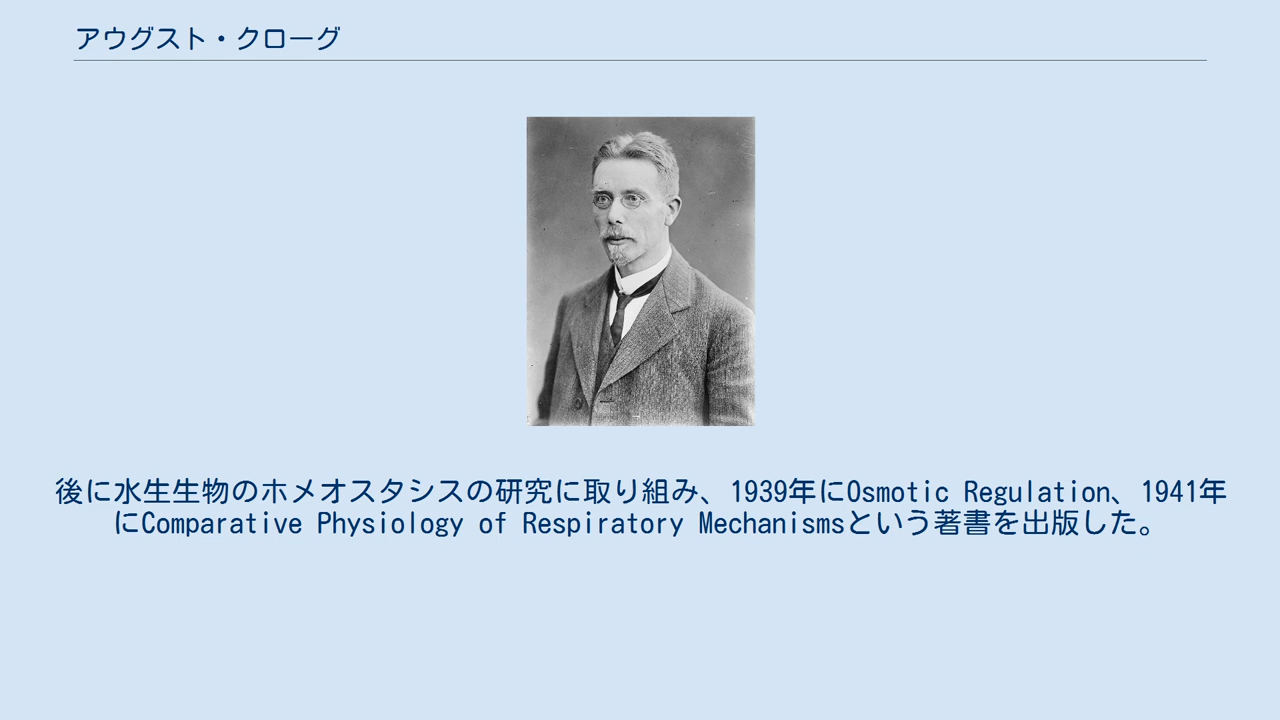 アウグスト・クローグ
後に水生生物のホメオスタシスの研究に取り組み、1939年にOsmotic Regulation、1941年
にComparative Physiology of Respiratory Mechanismsという著書を出版した。